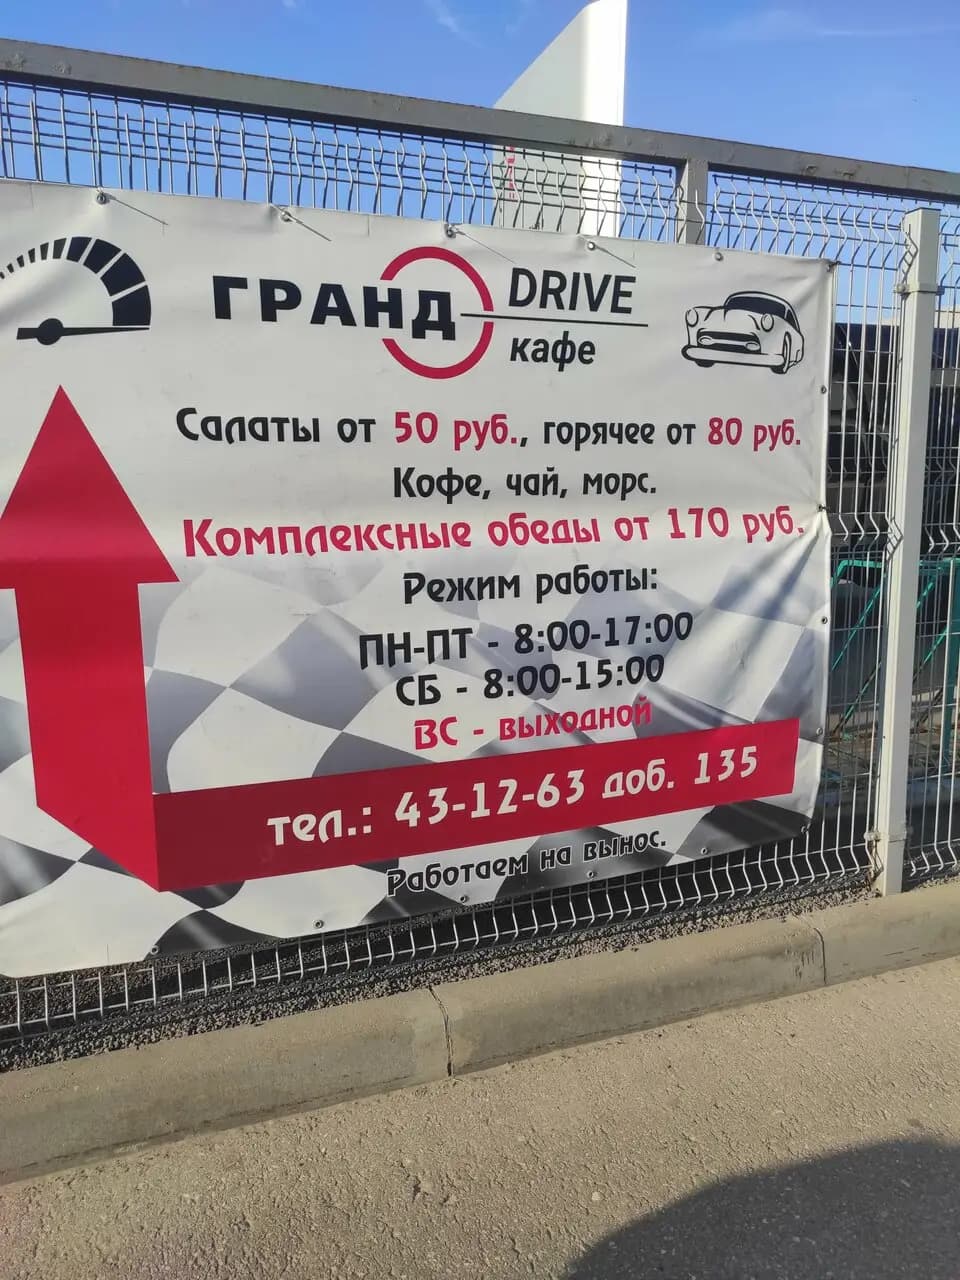 ГРАНД DRIVE
кафе
Салаты от 50 руб., горячее от 80 руб.
Кофе, чай, морс.
Комплексные обеды от 170 руб.
Режим работы:
ПН-ПТ - 8:00-17:00
СБ - 8:00-15:00
ВС - выходной
тел.: 43-12-63 доб. 135
Работаем на вынос.